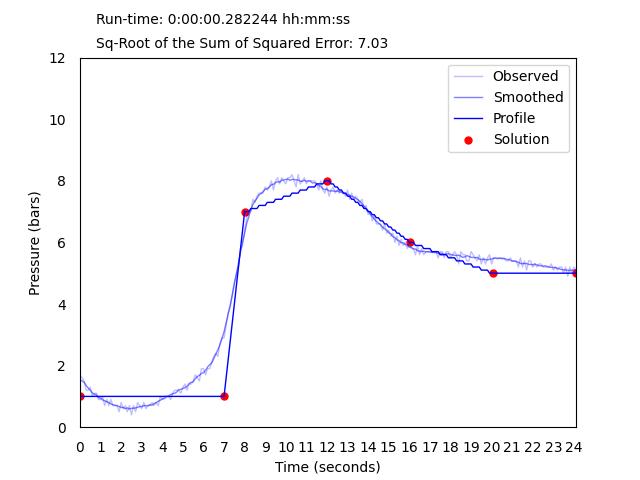 Run-time: 0:00:00.282244 hh:mm:ss
Sq-Root of the Sum of Squared Error: 7.03
12
10
8
6
4
2
0
Pressure (bars)
Observed
Smoothed
Profile
Solution
0 1 2 3 4 5 6 7 8 9 10 11 12 13 14 15 16 17 18 19 20 21 22 23 24
Time (seconds)